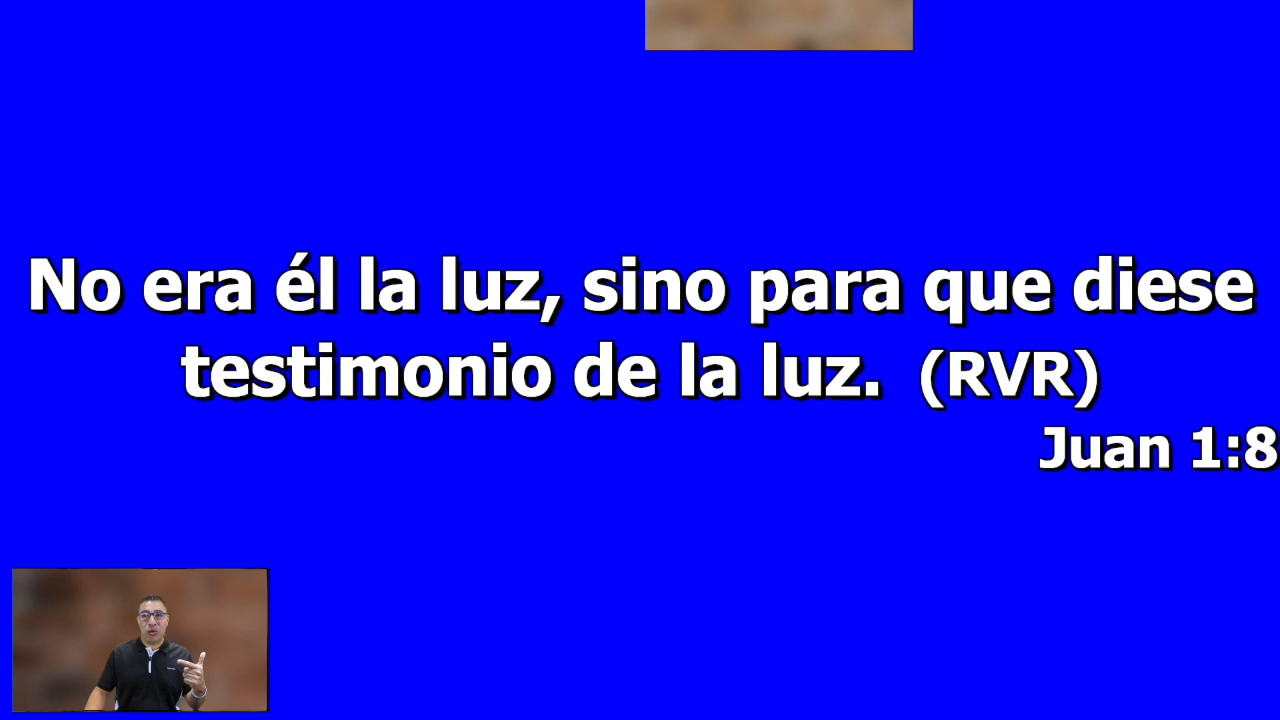 No era él la luz, sino para que diese
testimonio de la luz. (RVR)
Juan 1:8